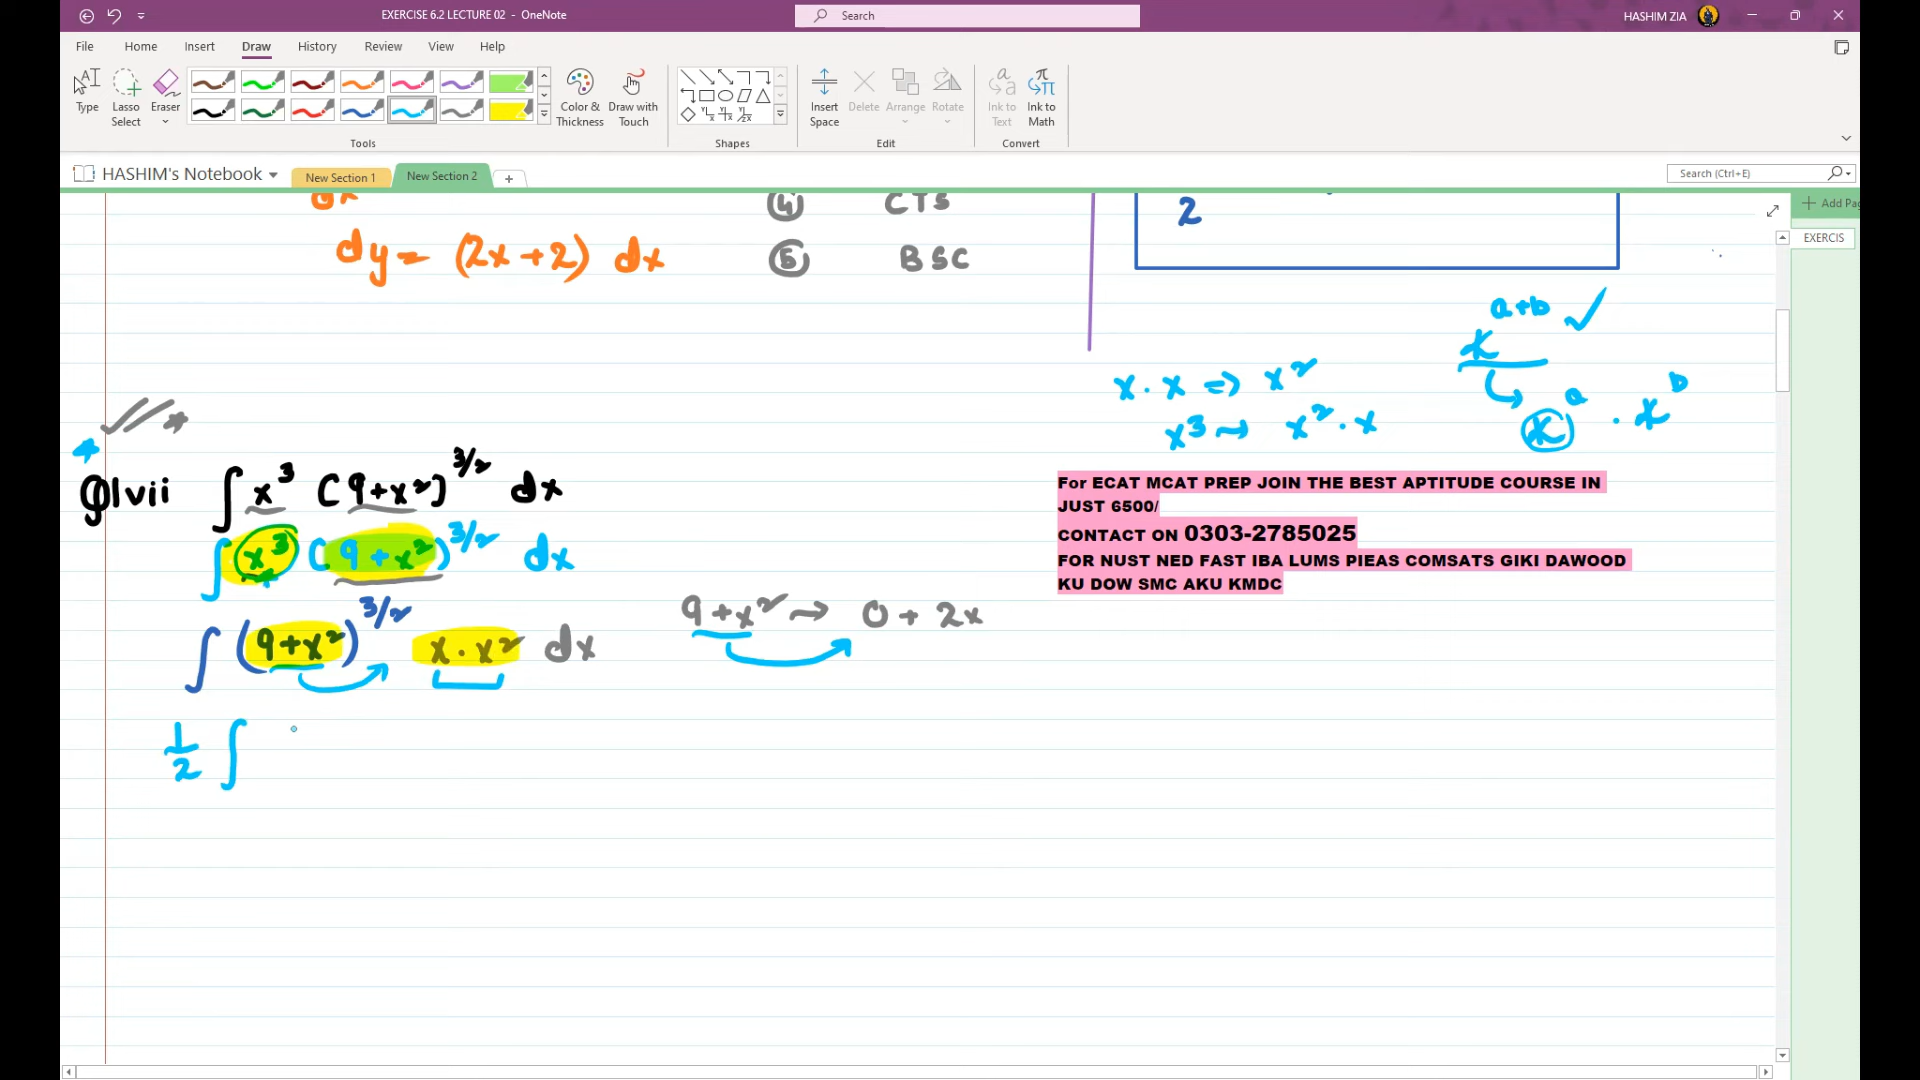 EXERCISE 6.2 LECTURE 02 - OneNote
Search
HASHIM ZIA
File Home Insert Draw History Review View Help
Type
Lasso Select
Eraser
Color & Thickness
Draw with Touch
Insert Space
Delete
Arrange
Rotate
Ink to Text
Ink to Math
Tools
Shapes
Edit
Convert
HASHIM's Notebook
New Section 1
New Section 2
Search (Ctrl+E)
Add Pag
EXERCIS
dx
④ CTS
2
dy = (2x+2) dx
⑤ BSC
x^(a+b) ✓
x · x => x²
x^a · x^b
x³ → x² · x
lvii ∫ x³ (9+x²)^3/2 dx
For ECAT MCAT PREP JOIN THE BEST APTITUDE COURSE IN
JUST 6500/
CONTACT ON 0303-2785025
FOR NUST NED FAST IBA LUMS PIEAS COMSATS GIKI DAWOOD
KU DOW SMC AKU KMDC
∫ x³ (9+x²)^3/2 dx
∫ (9+x²)^3/2 x·x² dx
9+x² → 0+2x
1/2 ∫